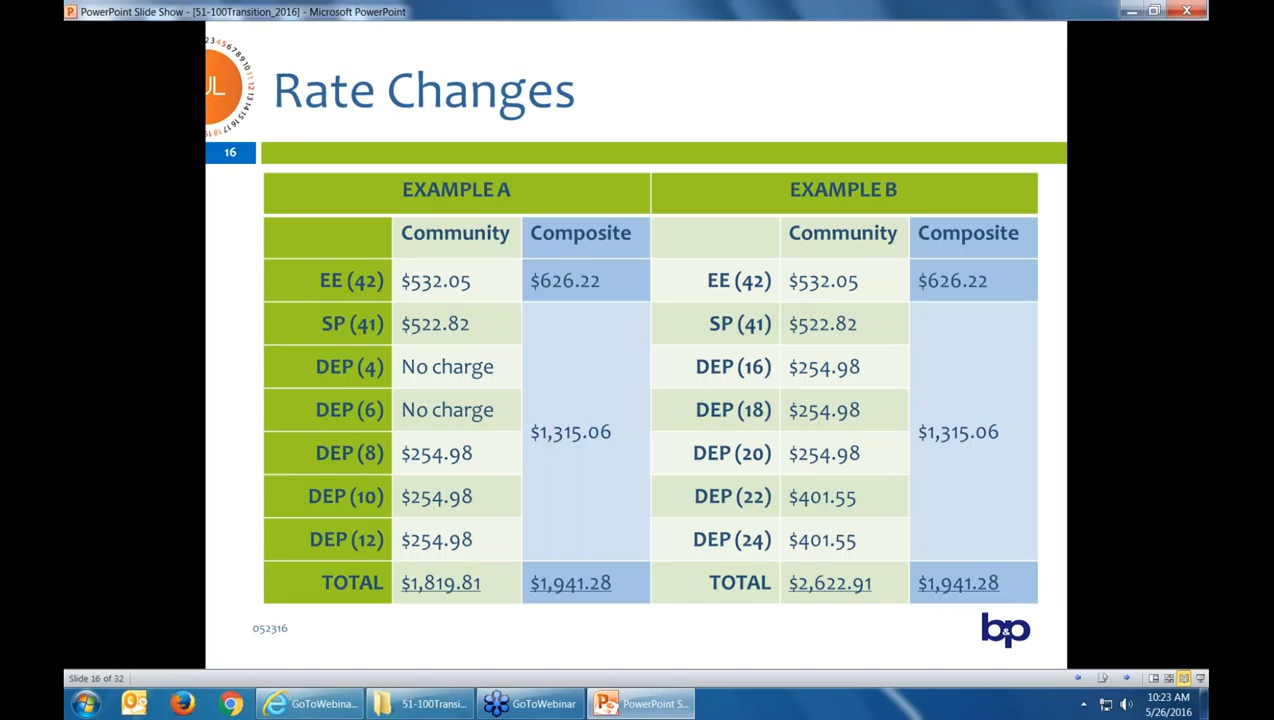 PowerPoint Slide Show - [51-100Transition_2016] - Microsoft PowerPoint
Rate Changes
16
EXAMPLE A EXAMPLE B
Community Composite Community Composite
EE (42) $532.05 $626.22 EE (42) $532.05 $626.22
SP (41) $522.82 SP (41) $522.82
DEP (4) No charge DEP (16) $254.98
DEP (6) No charge DEP (18) $254.98
$1,315.06 $1,315.06
DEP (8) $254.98 DEP (20) $254.98
DEP (10) $254.98 DEP (22) $401.55
DEP (12) $254.98 DEP (24) $401.55
TOTAL $1,819.81 $1,941.28 TOTAL $2,622.91 $1,941.28
052316
b&p
Slide 16 of 32
GoToWebina... 51-100Transi... GoToWebinar PowerPoint S...
10:23 AM
5/26/2016